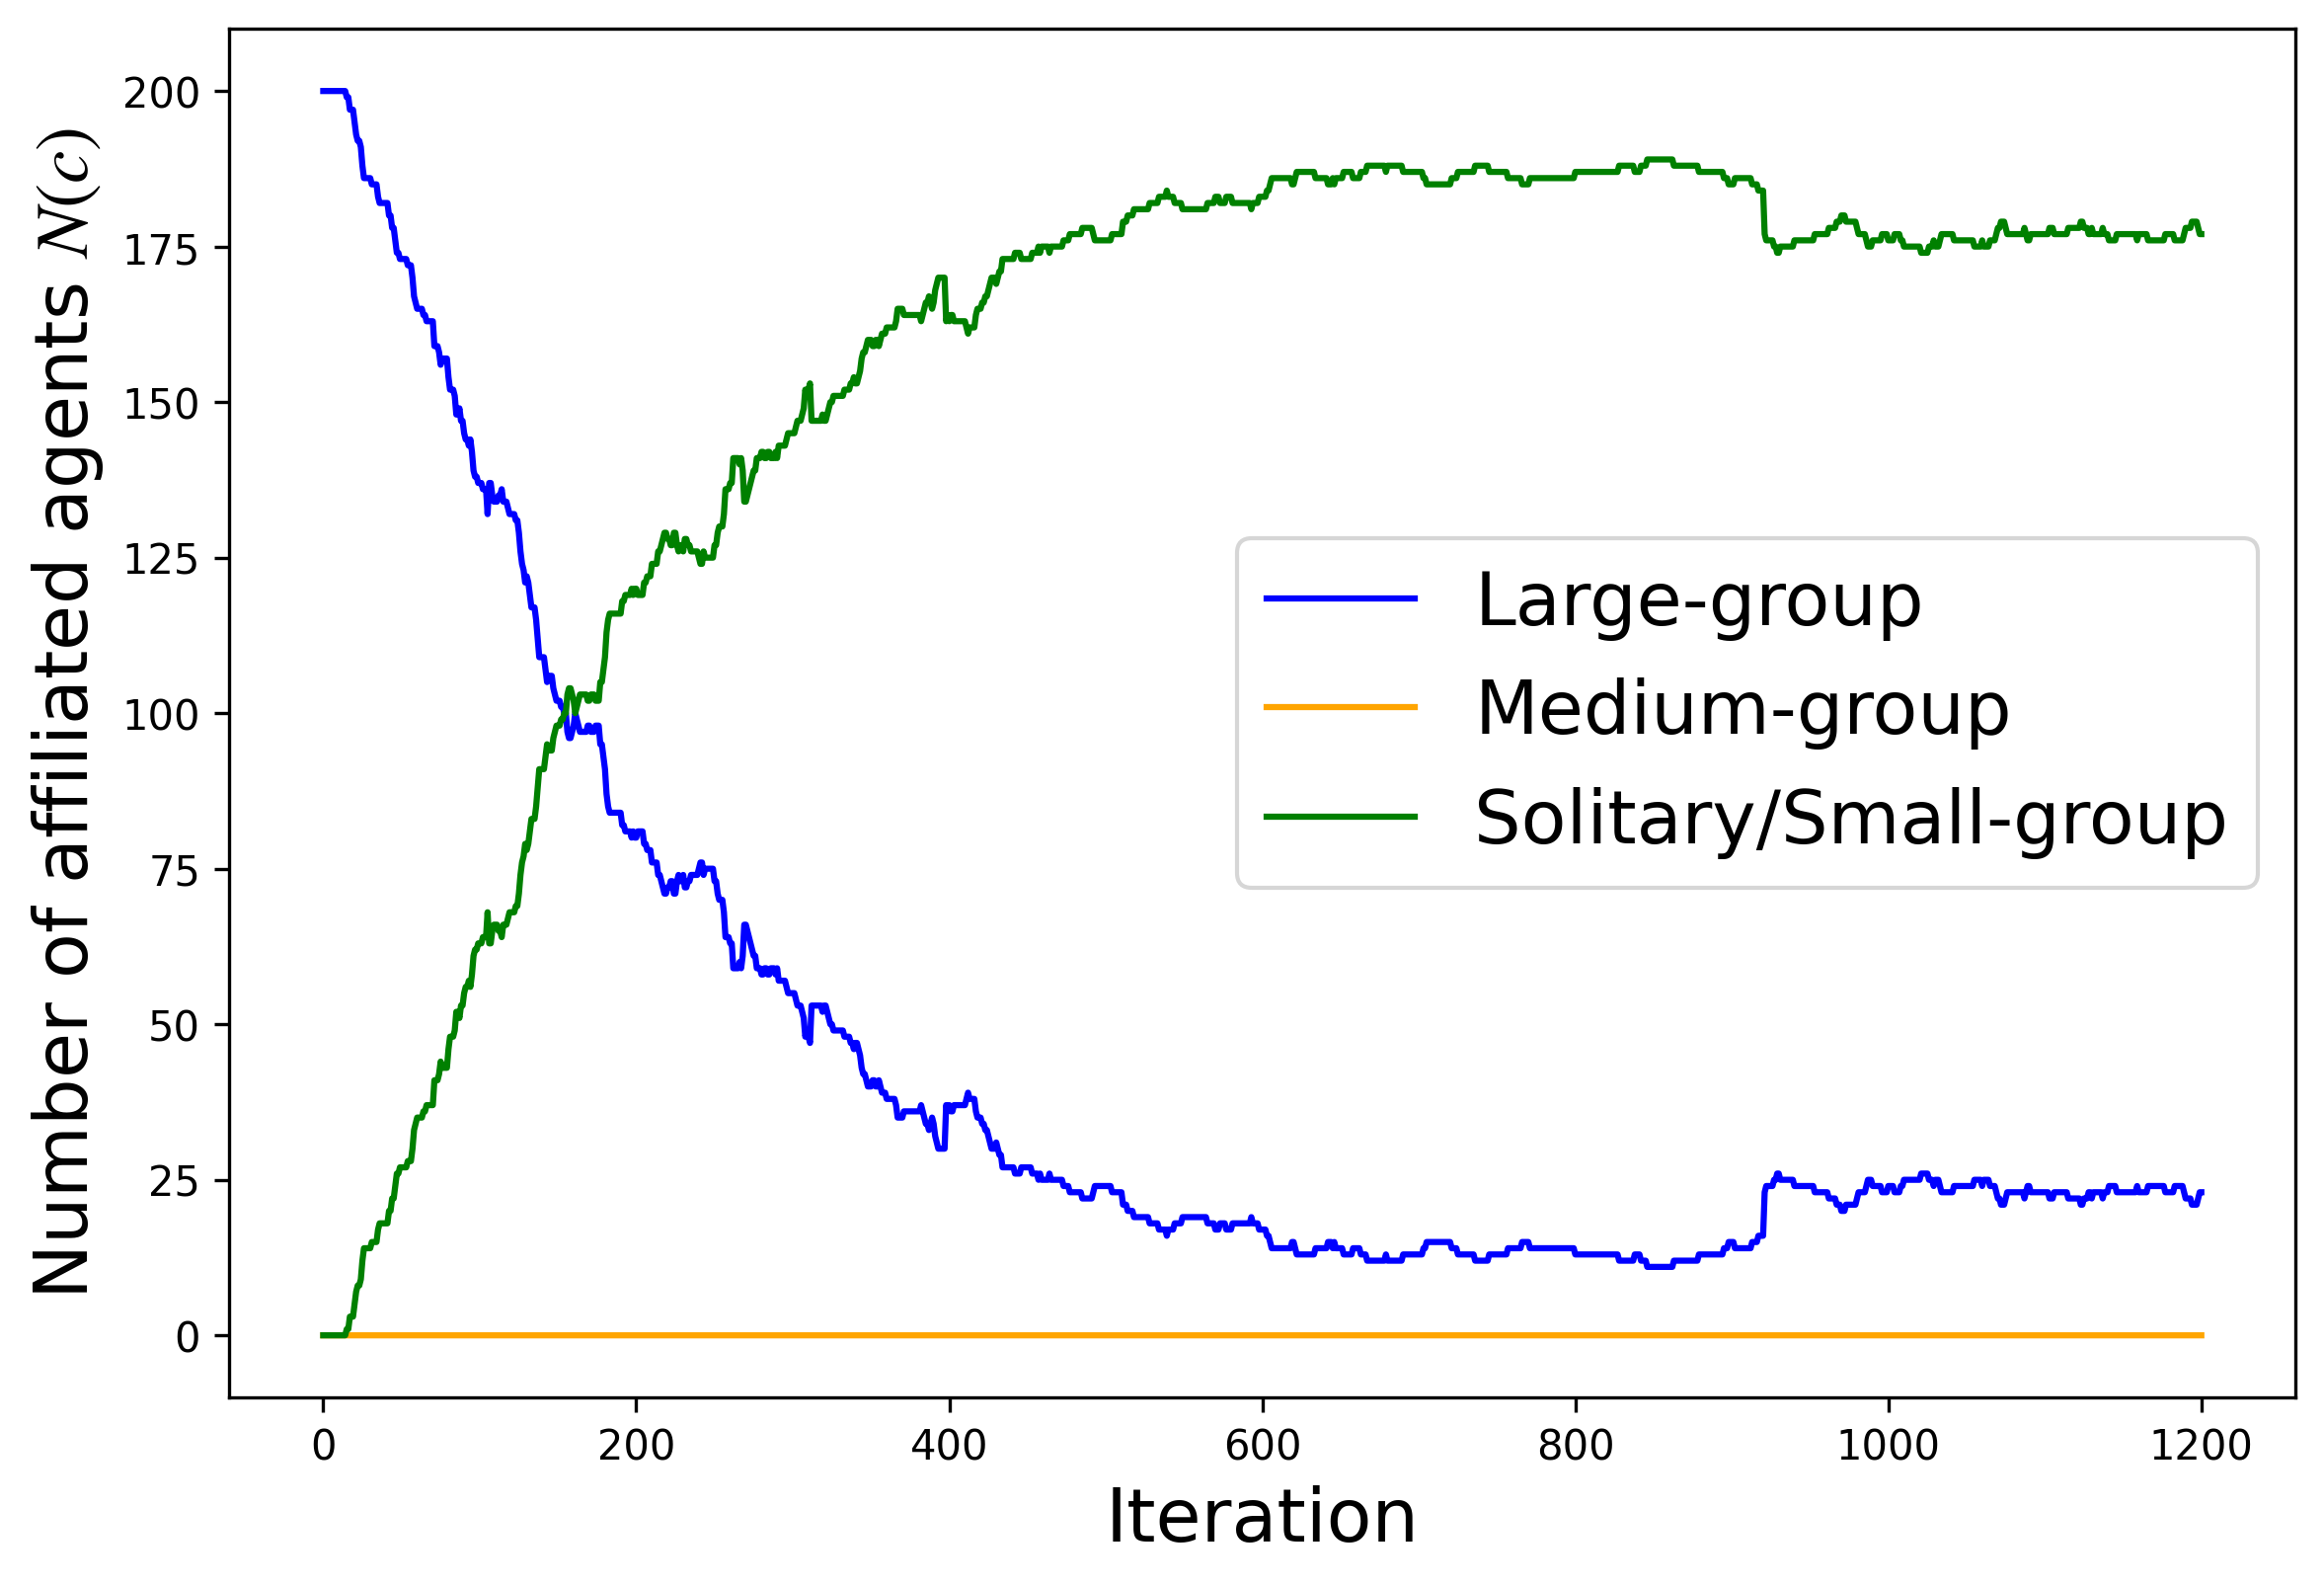 Number of affiliated agents N(c)
200
175
150
125
100
75
50
25
0
Large-group
Medium-group
Solitary/Small-group
0 200 400 600 800 1000 1200
Iteration